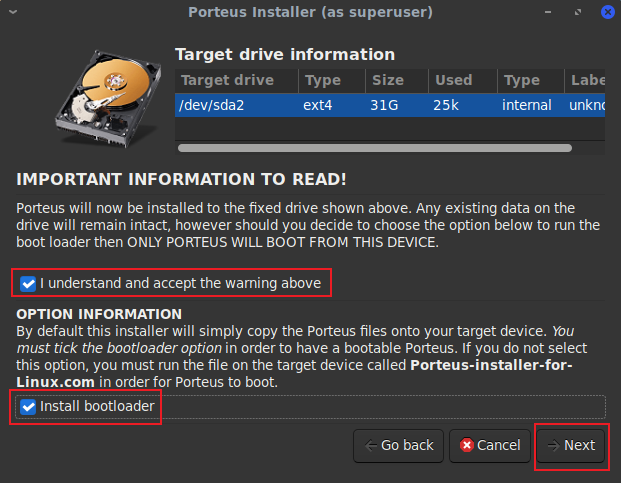 Porteus Installer (as superuser)
Target drive information
Target drive Type Size Used Type Labe
/dev/sda2 ext4 31G 25k internal unkno
IMPORTANT INFORMATION TO READ!
Porteus will now be installed to the fixed drive shown above. Any existing data on the
drive will remain intact, however should you decide to choose the option below to run the
boot loader then ONLY PORTEUS WILL BOOT FROM THIS DEVICE.
I understand and accept the warning above
OPTION INFORMATION
By default this installer will simply copy the Porteus files onto your target device. You
must tick the bootloader option in order to have a bootable Porteus. If you do not select
this option, you must run the file on the target device called Porteus-installer-for-
Linux.com in order for Porteus to boot.
Install bootloader
Go back Cancel Next